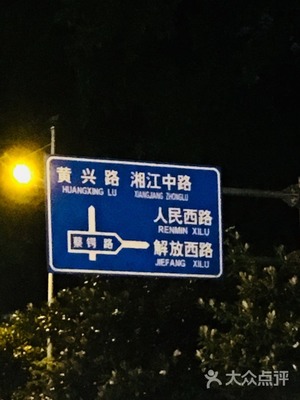 黄兴路 湘江中路
HUANGXING LU XIANGJIANG ZHONGLU
人民西路
RENMIN XILU
蔡锷路
解放西路
JIEFANG XILU
大众点评